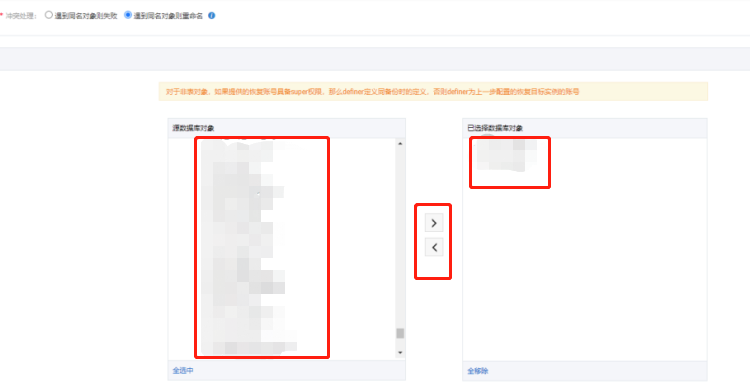 * 冲突处理： 遇到同名对象则失败 遇到同名对象则重命名
对于非表对象，如果提供的恢复账号具备super权限，那么definer定义同备份时的定义，否则definer为上一步配置的恢复目标实例的账号
源数据库对象
已选择数据库对象
全选中
全移除